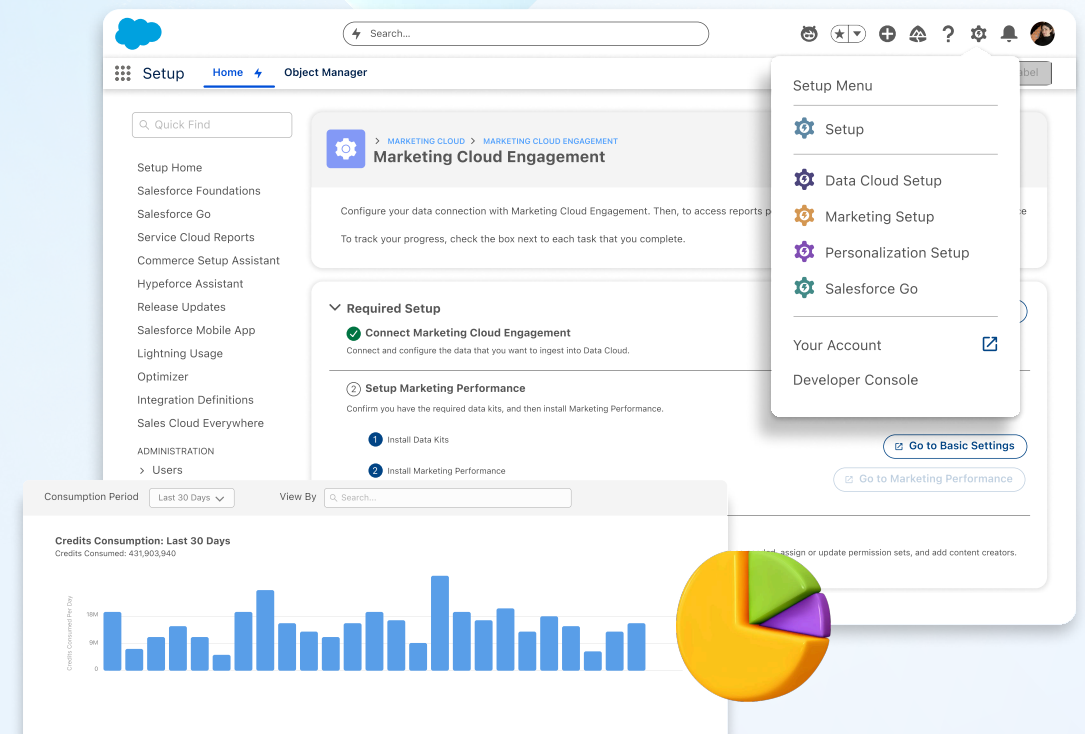 Search...
Setup
Home
Object Manager
Quick Find
Setup Home
Salesforce Foundations
Salesforce Go
Service Cloud Reports
Commerce Setup Assistant
Hypeforce Assistant
Release Updates
Salesforce Mobile App
Lightning Usage
Optimizer
Integration Definitions
Sales Cloud Everywhere
ADMINISTRATION
> Users
> MARKETING CLOUD > MARKETING CLOUD ENGAGEMENT
Marketing Cloud Engagement
Configure your data connection with Marketing Cloud Engagement. Then, to access reports
To track your progress, check the box next to each task that you complete.
Required Setup
Connect Marketing Cloud Engagement
Connect and configure the data that you want to ingest into Data Cloud.
2 Setup Marketing Performance
Confirm you have the required data kits, and then install Marketing Performance.
1 Install Data Kits
Go to Basic Settings
2 Install Marketing Performance
Go to Marketing Performance
assign or update permission sets, and add content creators.
Setup Menu
Setup
Data Cloud Setup
Marketing Setup
Personalization Setup
Salesforce Go
Your Account
Developer Console
Consumption Period
Last 30 Days
View By
Search...
Credits Consumption: Last 30 Days
Credits Consumed: 431,903,940
Credits Consumed Per Day
18M
9M
0